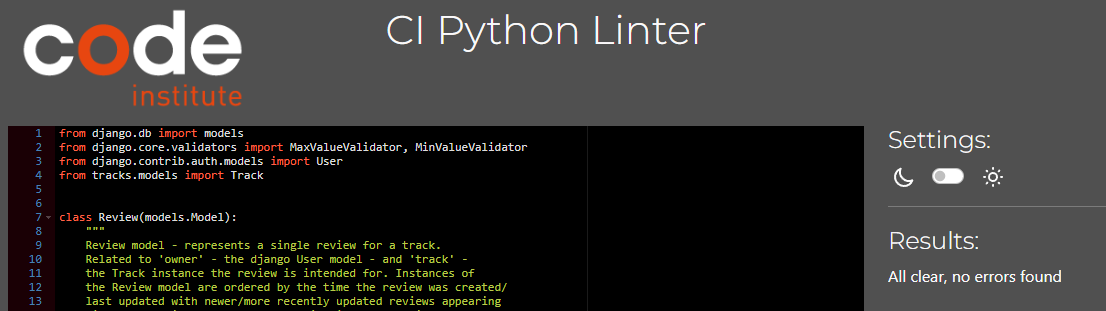 code
institute
CI Python Linter
1 from django.db import models
2 from django.core.validators import MaxValueValidator, MinValueValidator
3 from django.contrib.auth.models import User
4 from tracks.models import Track
5
6
7 class Review(models.Model):
8 """
9 Review model - represents a single review for a track.
10 Related to 'owner' - the django User model - and 'track' -
11 the Track instance the review is intended for. Instances of
12 the Review model are ordered by the time the review was created/
13 last updated with newer/more recently updated reviews appearing
Settings:
Results:
All clear, no errors found